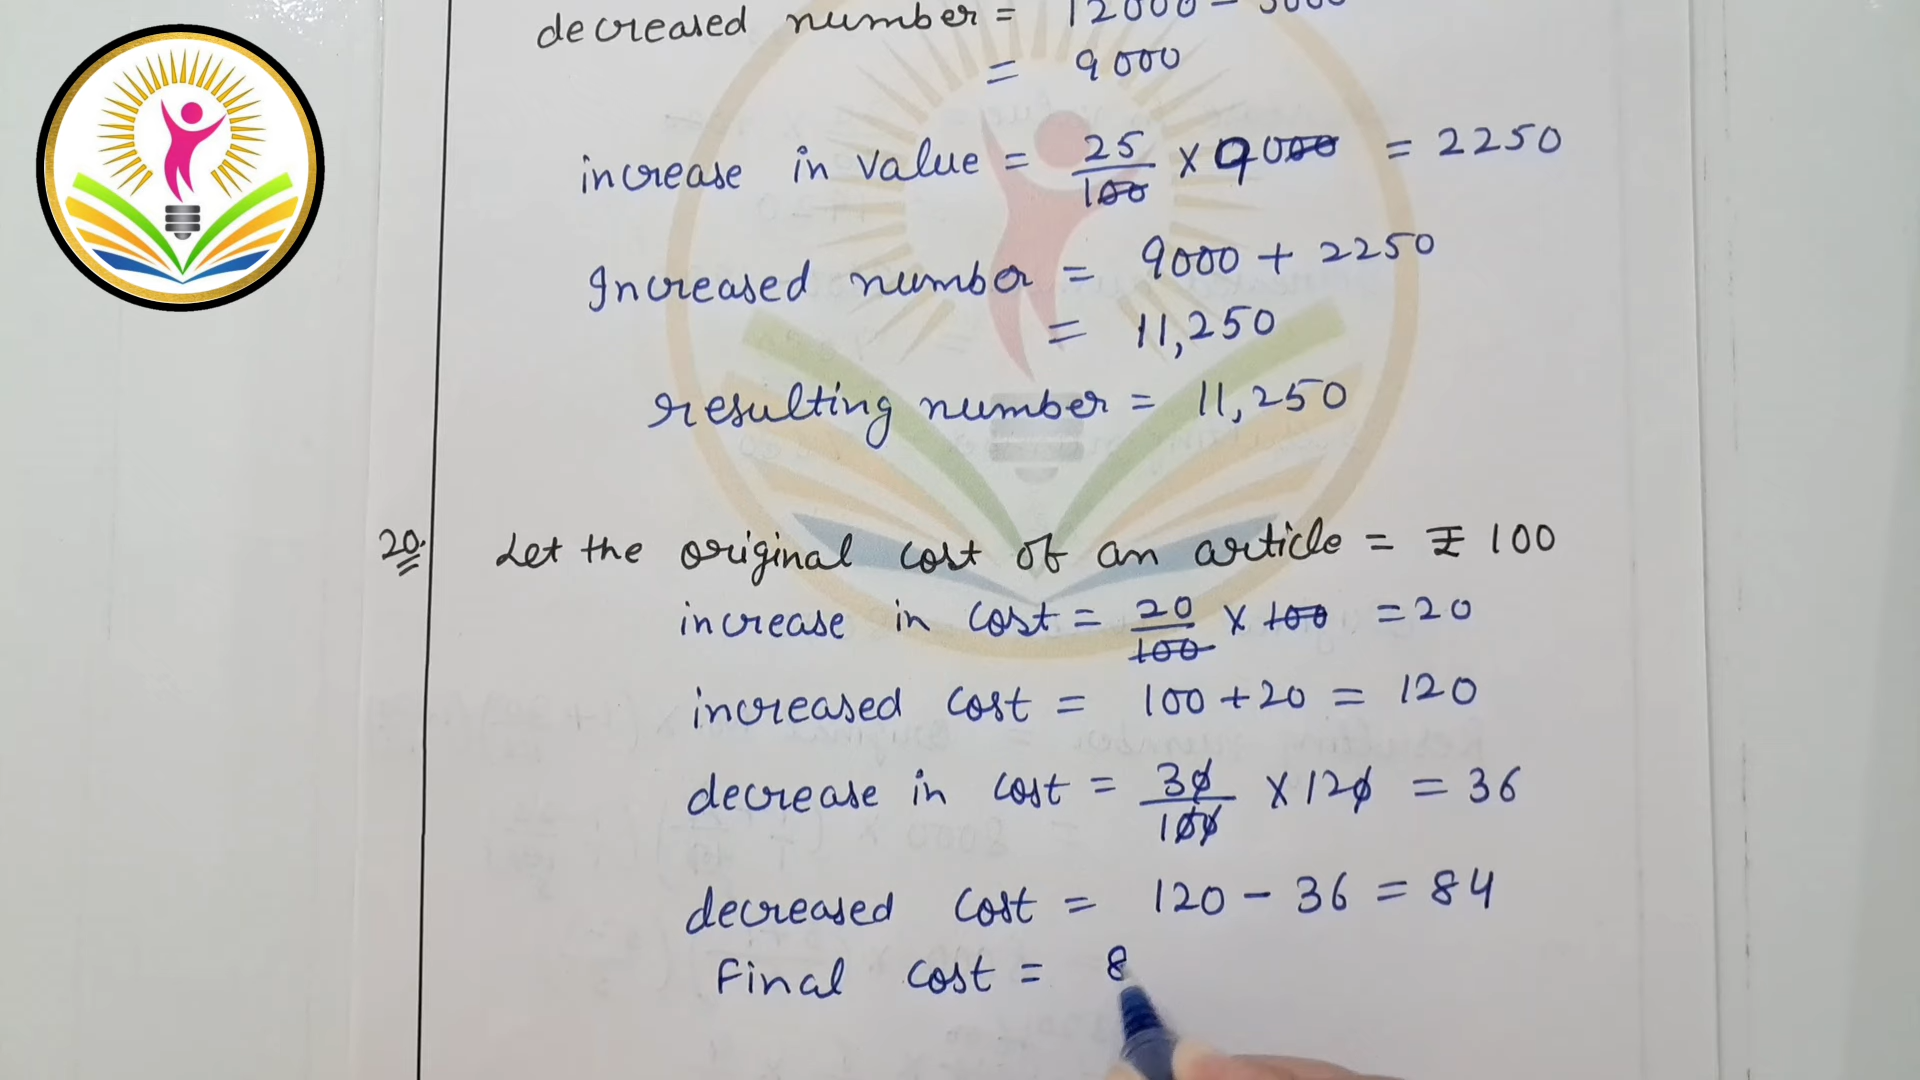 decreased number = 12000 - 3000
= 9000
increase in value = 25/100 × 9000 = 2250
Increased number = 9000 + 2250
= 11,250
resulting number = 11,250
20. Let the original cost of an article = ₹ 100
increase in cost = 20/100 × 100 = 20
increased cost = 100 + 20 = 120
decrease in cost = 30/100 × 120 = 36
decreased cost = 120 - 36 = 84
Final cost = 8